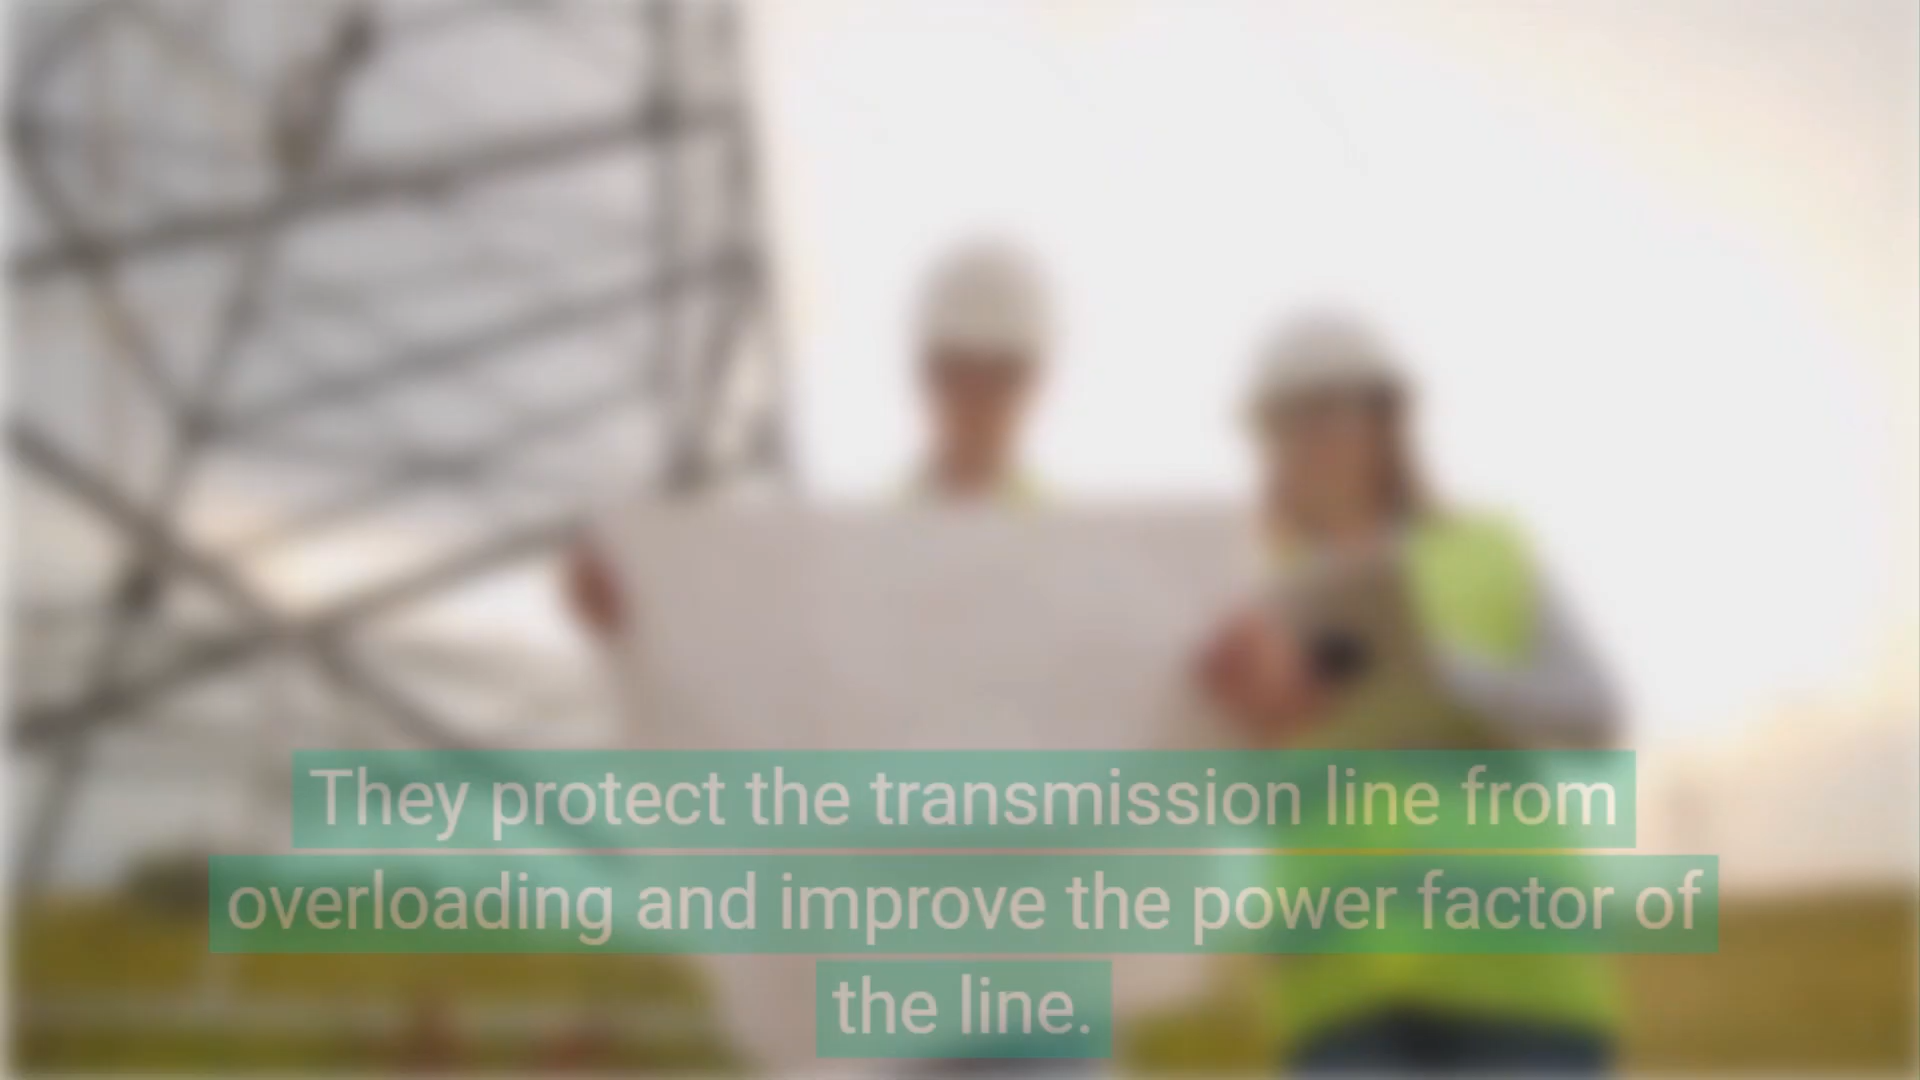 They protect the transmission line from
overloading and improve the power factor of
the line.